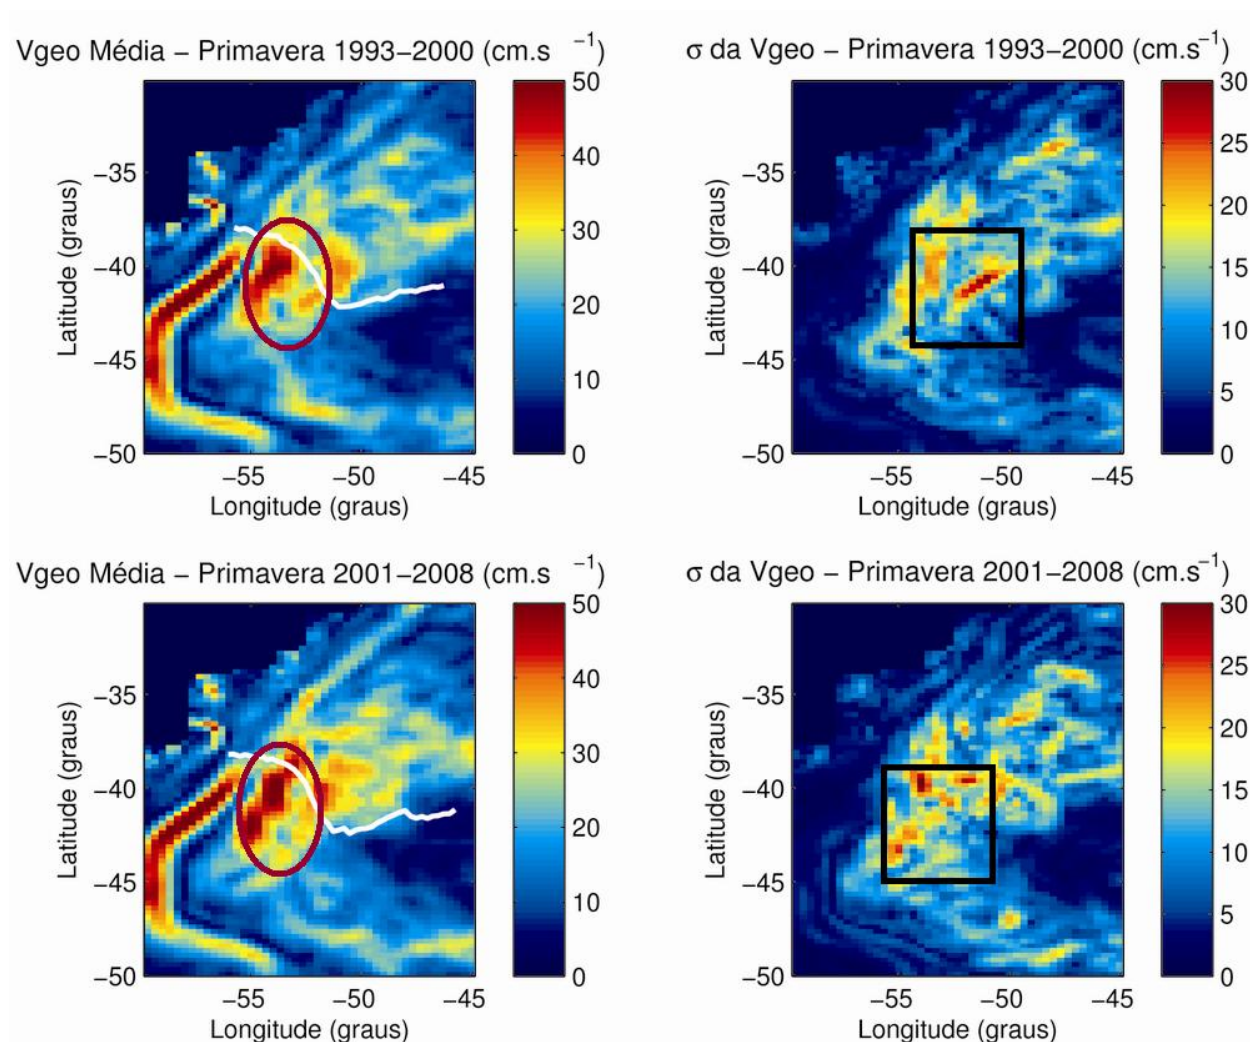 Vgeo Média − Primavera 1993−2000 (cm.s −1)
50
40
30
20
10
0
−35
−40
−45
−50
Latitude (graus)
−55 −50 −45
Longitude (graus)
σ da Vgeo − Primavera 1993−2000 (cm.s−1)
30
25
20
15
10
5
0
−35
−40
−45
−50
Latitude (graus)
−55 −50 −45
Longitude (graus)
Vgeo Média − Primavera 2001−2008 (cm.s −1)
50
40
30
20
10
0
−35
−40
−45
−50
Latitude (graus)
−55 −50 −45
Longitude (graus)
σ da Vgeo − Primavera 2001−2008 (cm.s−1)
30
25
20
15
10
5
0
−35
−40
−45
−50
Latitude (graus)
−55 −50 −45
Longitude (graus)